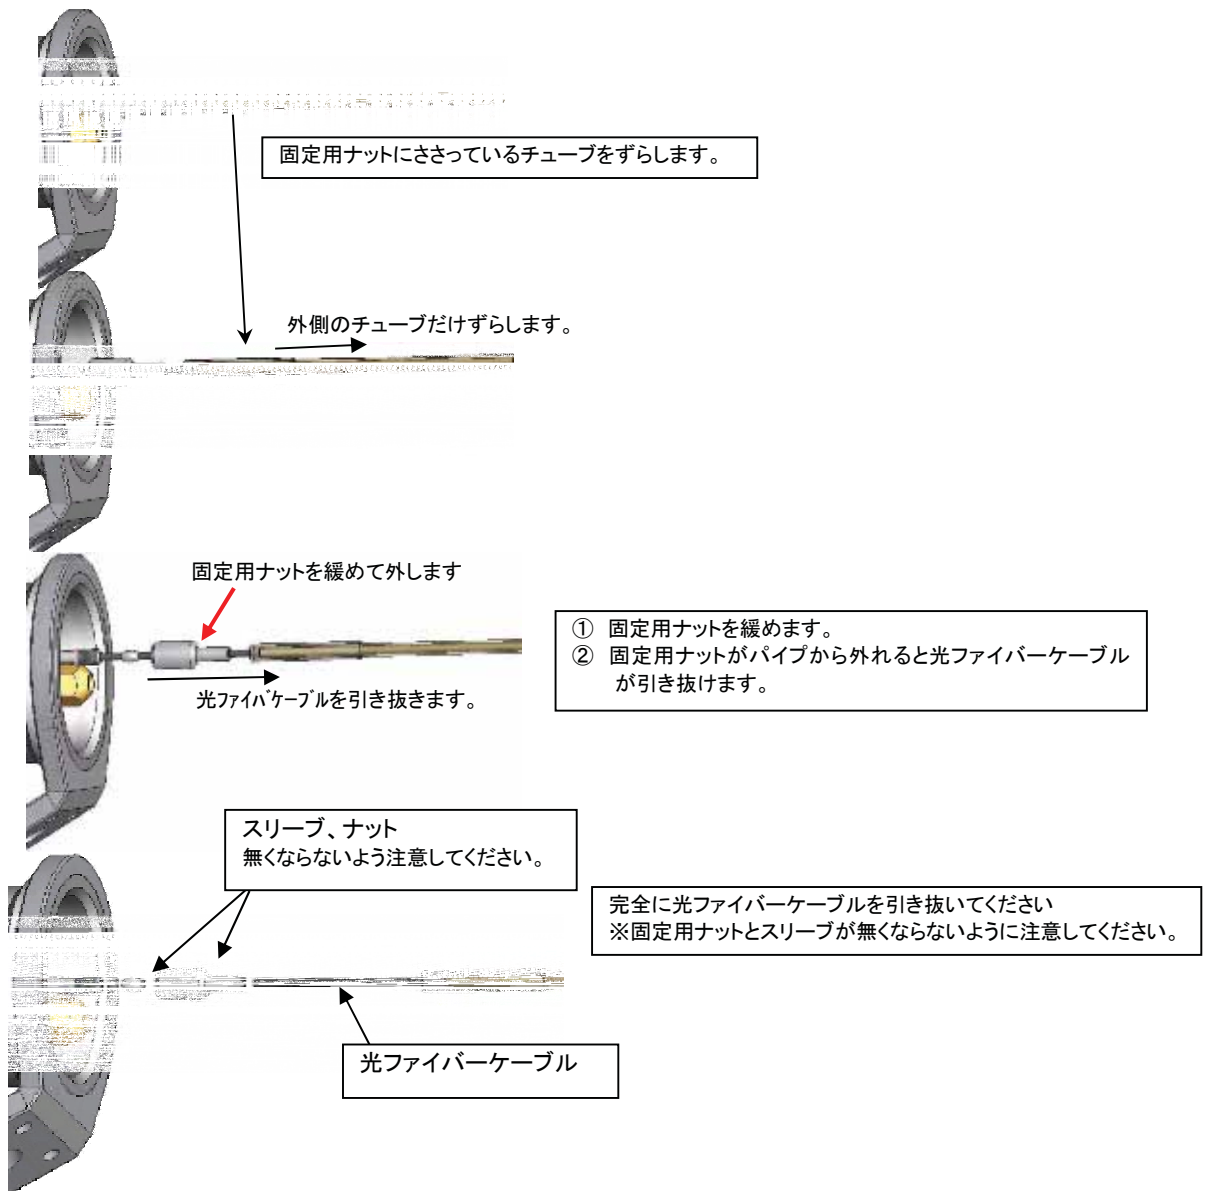 固定用ナットにささっているチューブをずらします。
外側のチューブだけずらします。
固定用ナットを緩めて外します
① 固定用ナットを緩めます。
② 固定用ナットがパイプから外れると光ファイバーケーブル
が引き抜けます。
光ﾌｧｲﾊﾞｹｰﾌﾞﾙを引き抜きます。
スリーブ、ナット
無くならないよう注意してください。
完全に光ファイバーケーブルを引き抜いてください
※固定用ナットとスリーブが無くならないように注意してください。
光ファイバーケーブル